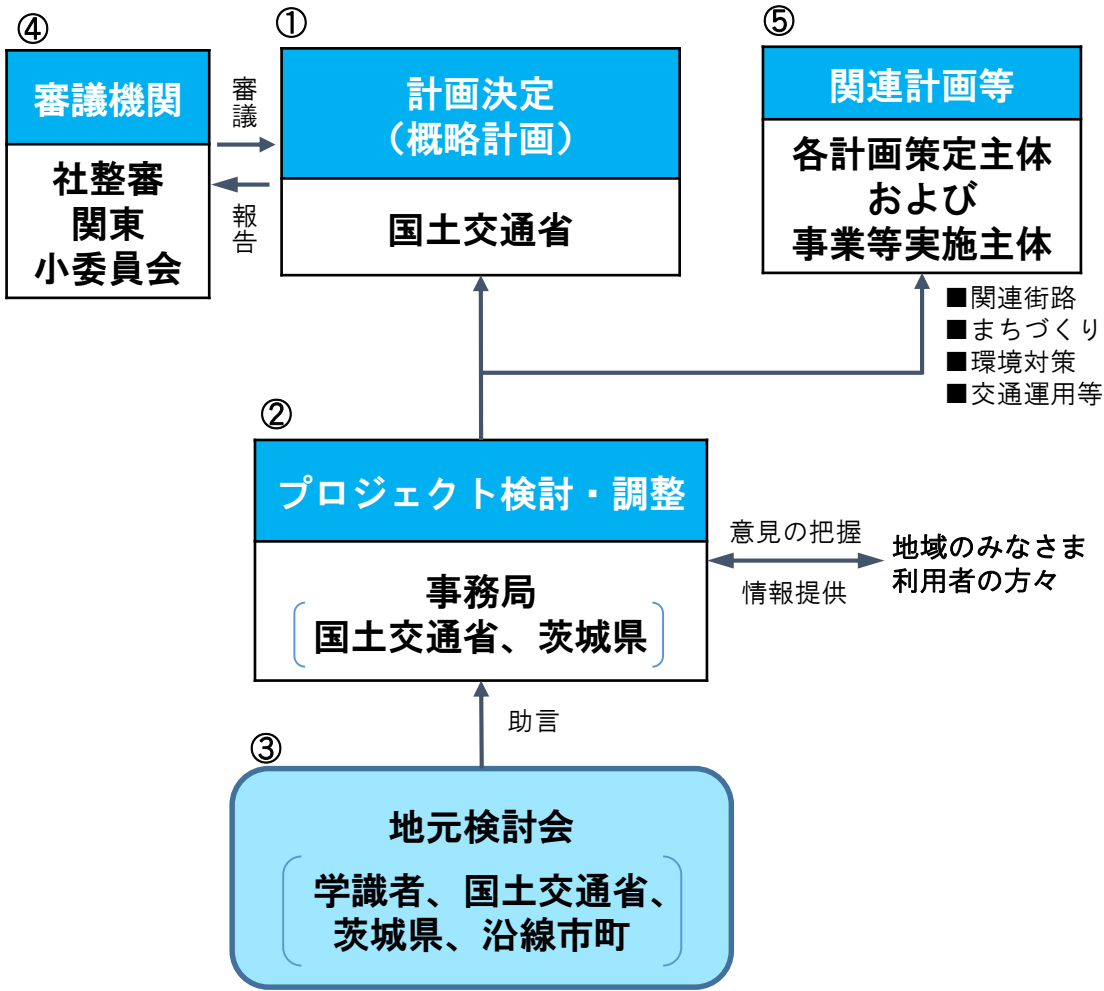 ④
審議機関
社整審
関東
小委員会
審議
報告
①
計画決定
（概略計画）
国土交通省
⑤
関連計画等
各計画策定主体
および
事業等実施主体
■関連街路
■まちづくり
■環境対策
■交通運用等
②
プロジェクト検討・調整
事務局
国土交通省、茨城県
意見の把握
情報提供
地域のみなさま
利用者の方々
助言
③
地元検討会
学識者、国土交通省、
茨城県、沿線市町